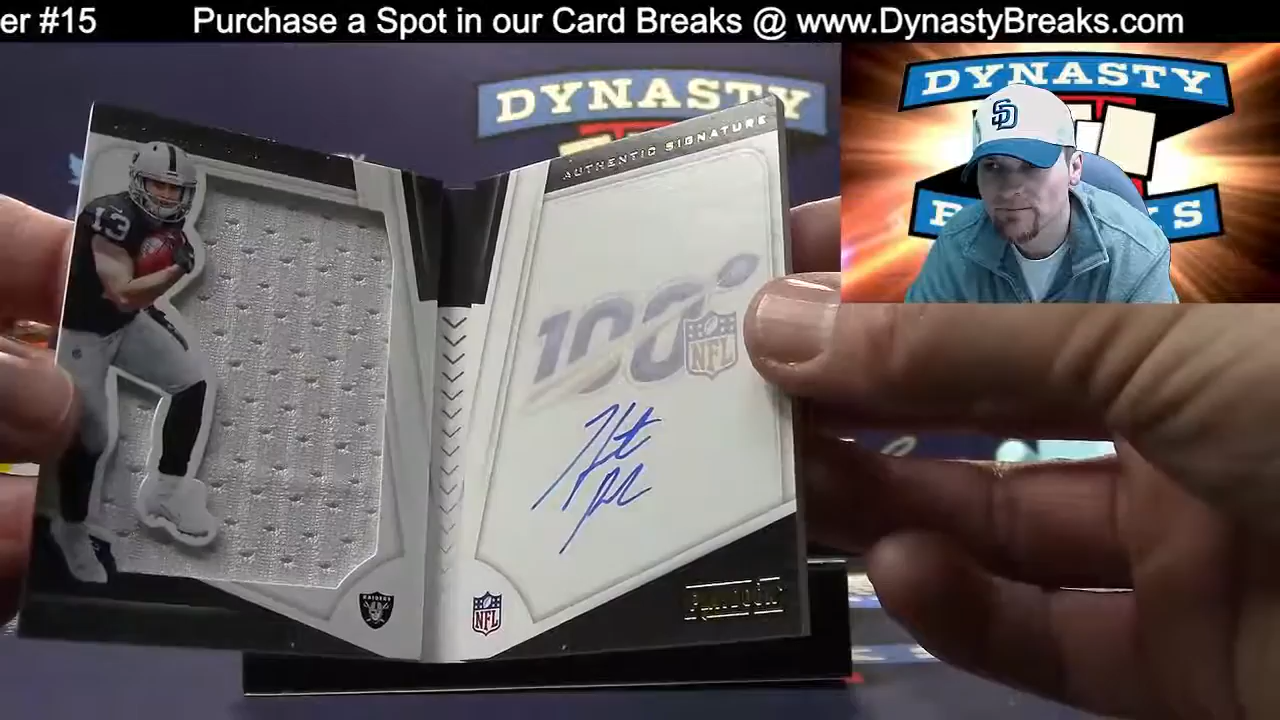 er #15 Purchase a Spot in our Card Breaks @ www.DynastyBreaks.com
DYNASTY
DYNASTY
AUTHENTIC SIGNATURE
13
100
NFL
RAIDERS
NFL
PLAYBOOK
SD